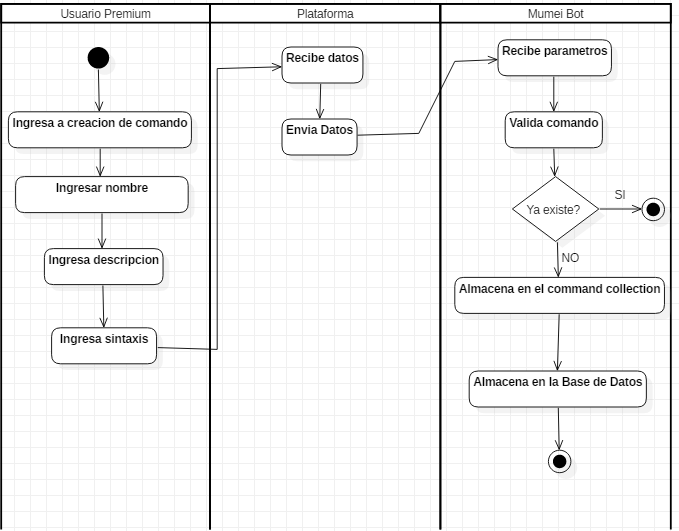 Usuario Premium
Plataforma
Mumei Bot
Ingresa a creacion de comando
Ingresar nombre
Ingresa descripcion
Ingresa sintaxis
Recibe datos
Envia Datos
Recibe parametros
Valida comando
Ya existe?
SI
NO
Almacena en el command collection
Almacena en la Base de Datos